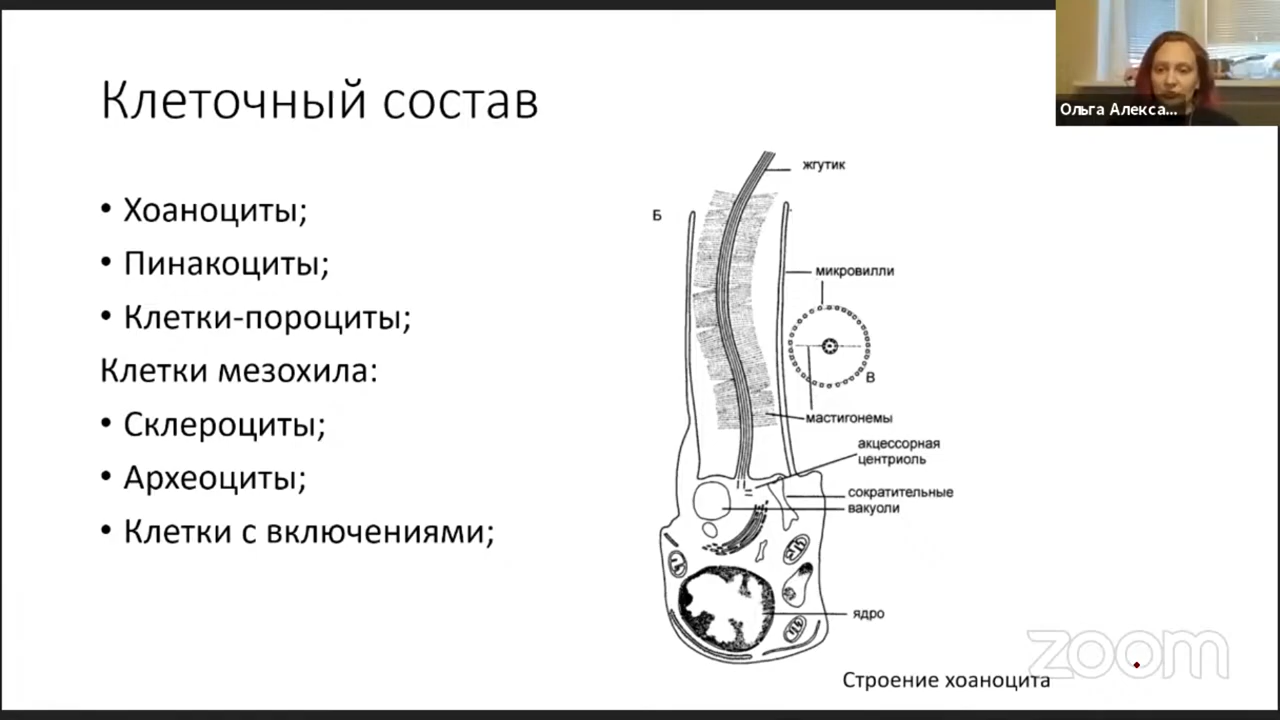 Клеточный состав
• Хоаноциты;
• Пинакоциты;
• Клетки-пороциты;
Клетки мезохила:
• Склероциты;
• Археоциты;
• Клетки с включениями;
жгутик
Б
микровилли
В
мастигонемы
акцессорная
центриоль
сократительные
вакуоли
ядро
Строение хоаноцита
Ольга Алекса...
zoom